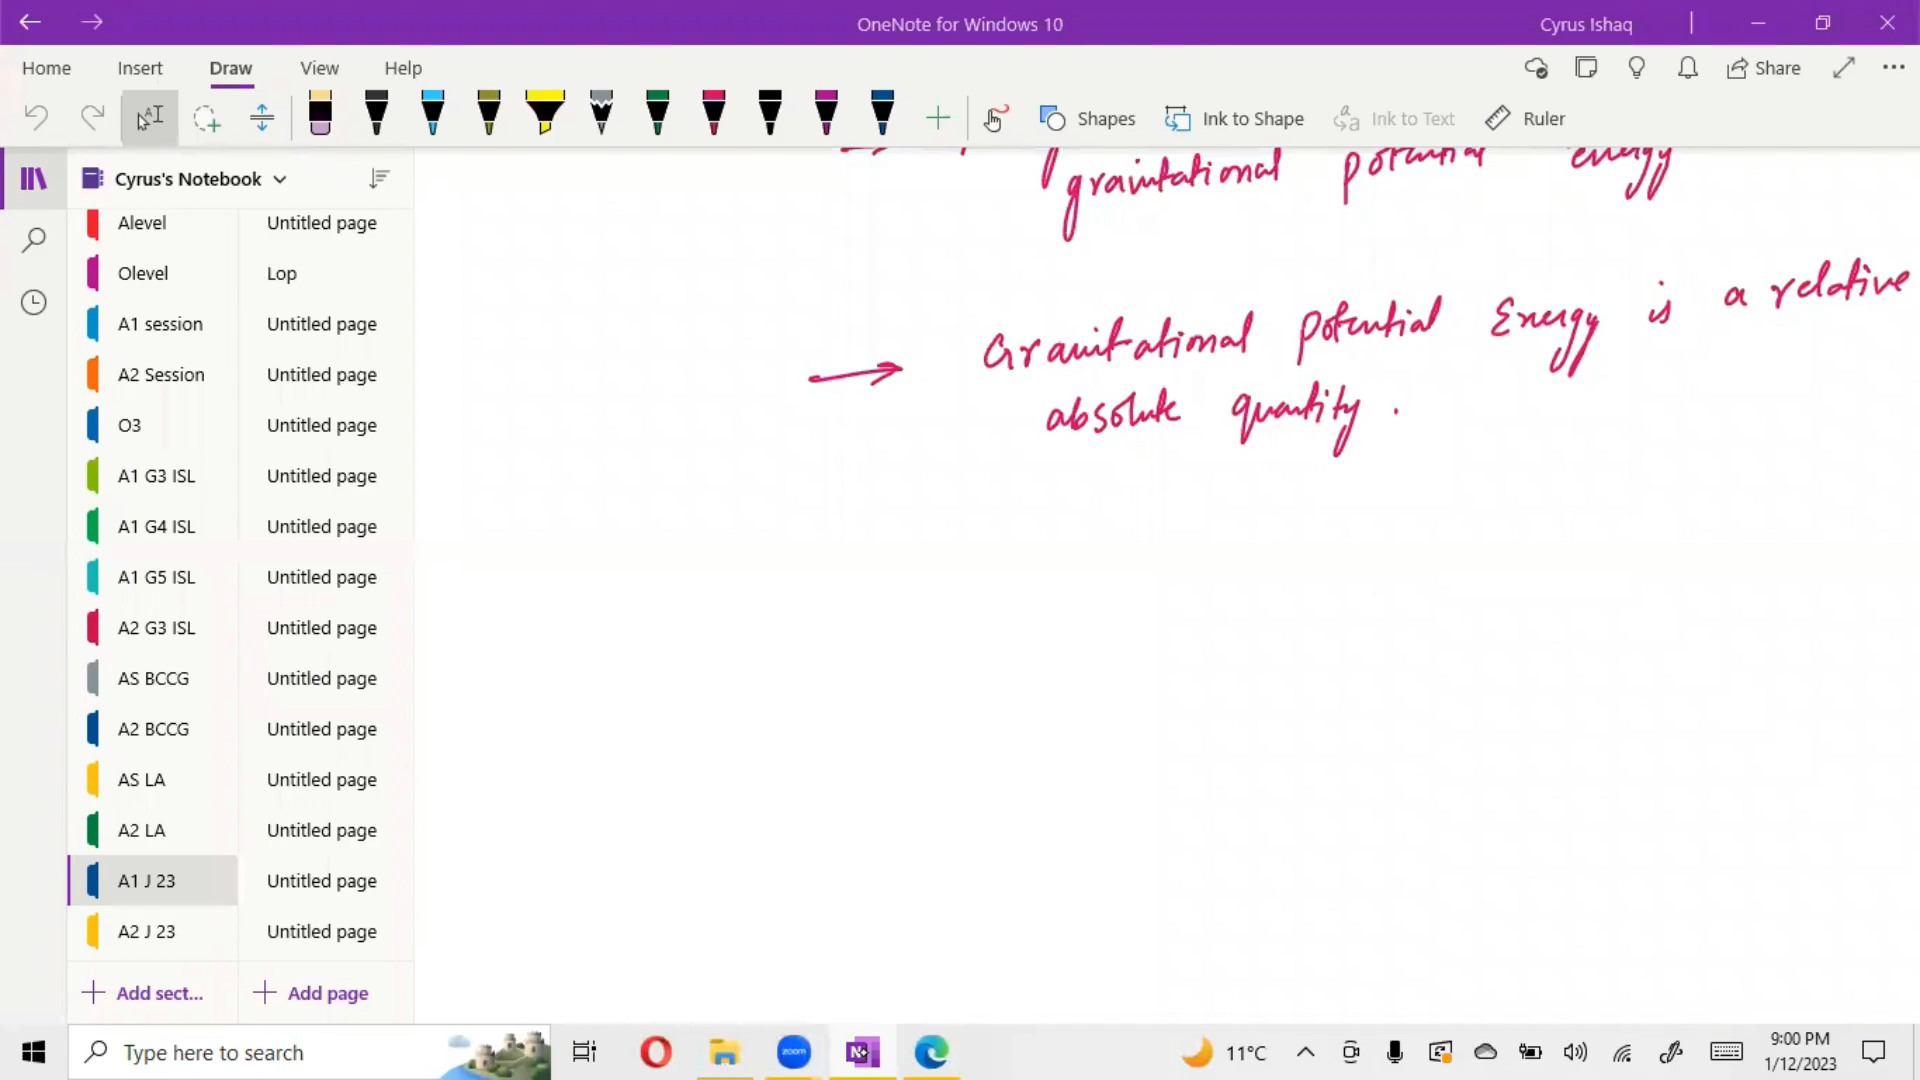 OneNote for Windows 10
Cyrus Ishaq
Home Insert Draw View Help
Share
Shapes
Ink to Shape
Ink to Text
Ruler
Cyrus's Notebook
Alevel Untitled page
Olevel Lop
A1 session Untitled page
A2 Session Untitled page
O3 Untitled page
A1 G3 ISL Untitled page
A1 G4 ISL Untitled page
A1 G5 ISL Untitled page
A2 G3 ISL Untitled page
AS BCCG Untitled page
A2 BCCG Untitled page
AS LA Untitled page
A2 LA Untitled page
A1 J 23 Untitled page
A2 J 23 Untitled page
Add sect... Add page
gravitational potential energy
Gravitational potential Energy is a relative
absolute quantity.
Type here to search
zoom
11°C
9:00 PM
1/12/2023